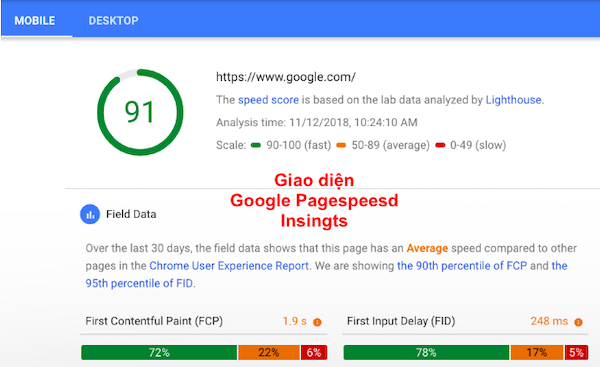 MOBILE DESKTOP
91
https://www.google.com/
The speed score is based on the lab data analyzed by Lighthouse.
Analysis time: 11/12/2018, 10:24:10 AM
Scale: 90-100 (fast) 50-89 (average) 0-49 (slow)
Giao diện
Google Pagespeesd
Insingts
Field Data
Over the last 30 days, the field data shows that this page has an Average speed compared to other
pages in the Chrome User Experience Report. We are showing the 90th percentile of FCP and the
95th percentile of FID.
First Contentful Paint (FCP) 1.9 s First Input Delay (FID) 248 ms
72% 22% 6% 78% 17% 5%